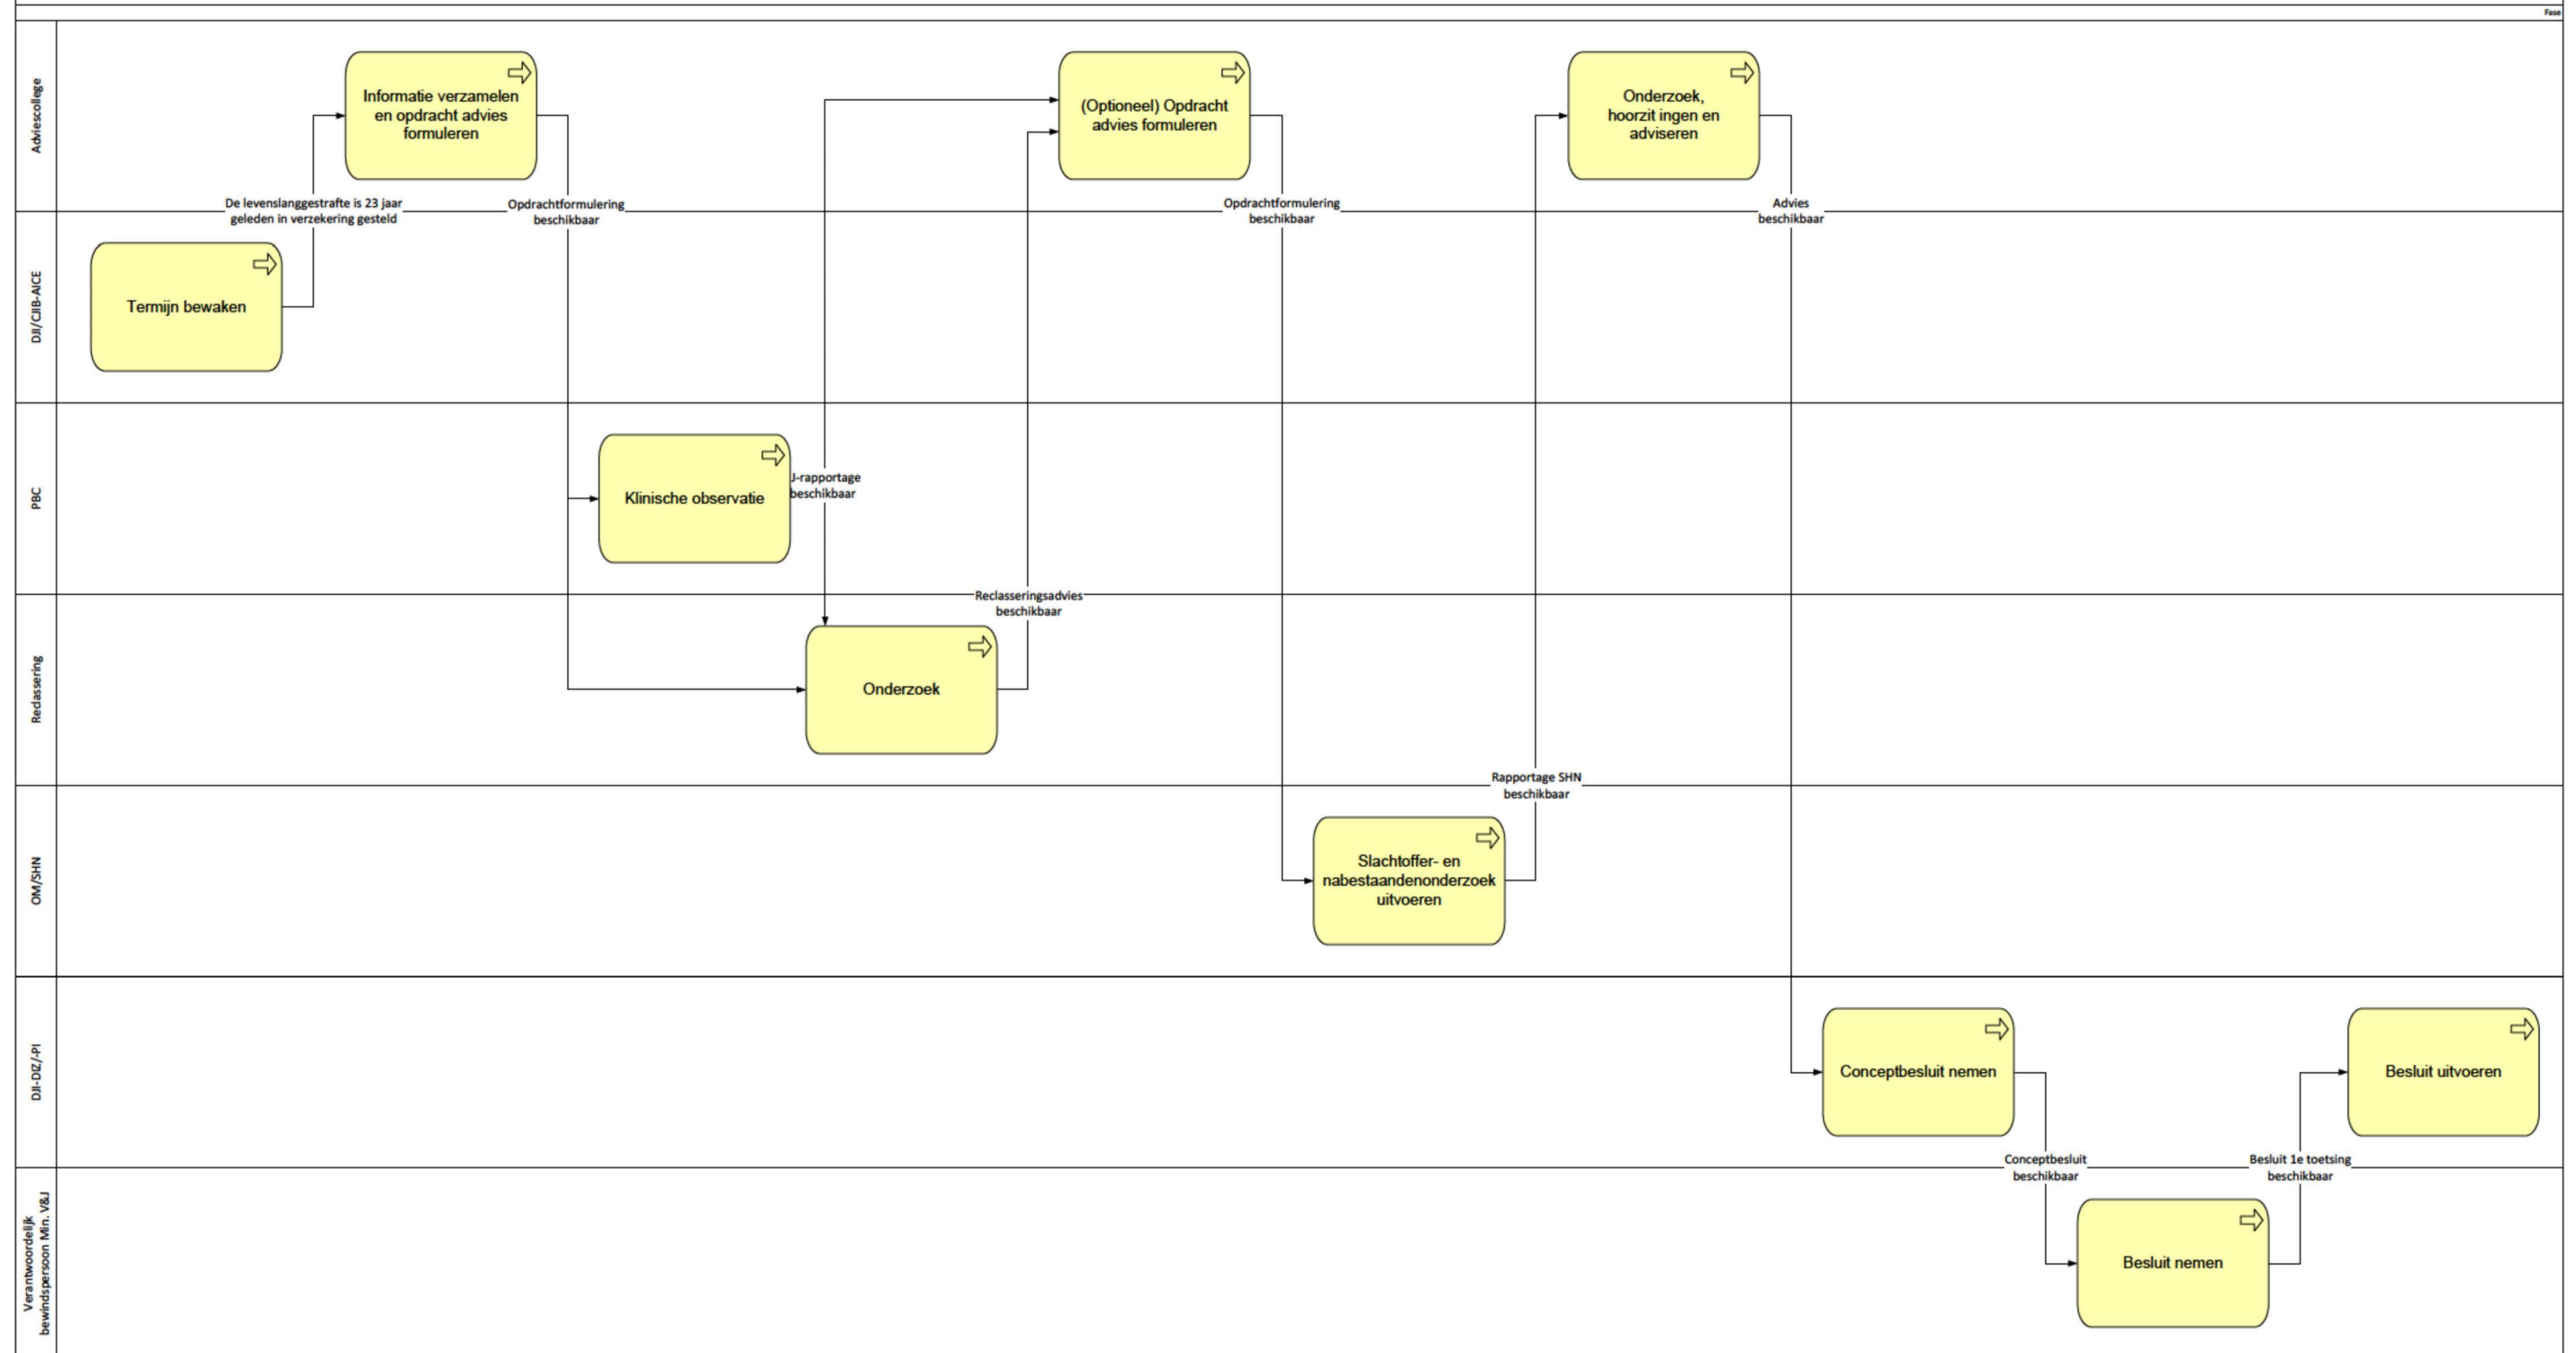 Fase
Adviescollege
Informatie verzamelen
en opdracht advies
formuleren
(Optioneel) Opdracht
advies formuleren
Onderzoek,
hoorzit ingen en
adviseren
De levenslanggestrafte is 23 jaar
geleden in verzekering gesteld
Opdrachtformulering
beschikbaar
Opdrachtformulering
beschikbaar
Advies
beschikbaar
DJI/CJIB-AICE
Termijn bewaken
PBC
Klinische observatie
J-rapportage
beschikbaar
Reclasseringsadvies
beschikbaar
Reclassering
Onderzoek
Rapportage SHN
beschikbaar
OM/SHN
Slachtoffer- en
nabestaandenonderzoek
uitvoeren
DJI-DIZ/-PI
Conceptbesluit nemen
Besluit uitvoeren
Conceptbesluit
beschikbaar
Besluit 1e toetsing
beschikbaar
Verantwoordelijk
bewindspersoon Min. V&J
Besluit nemen